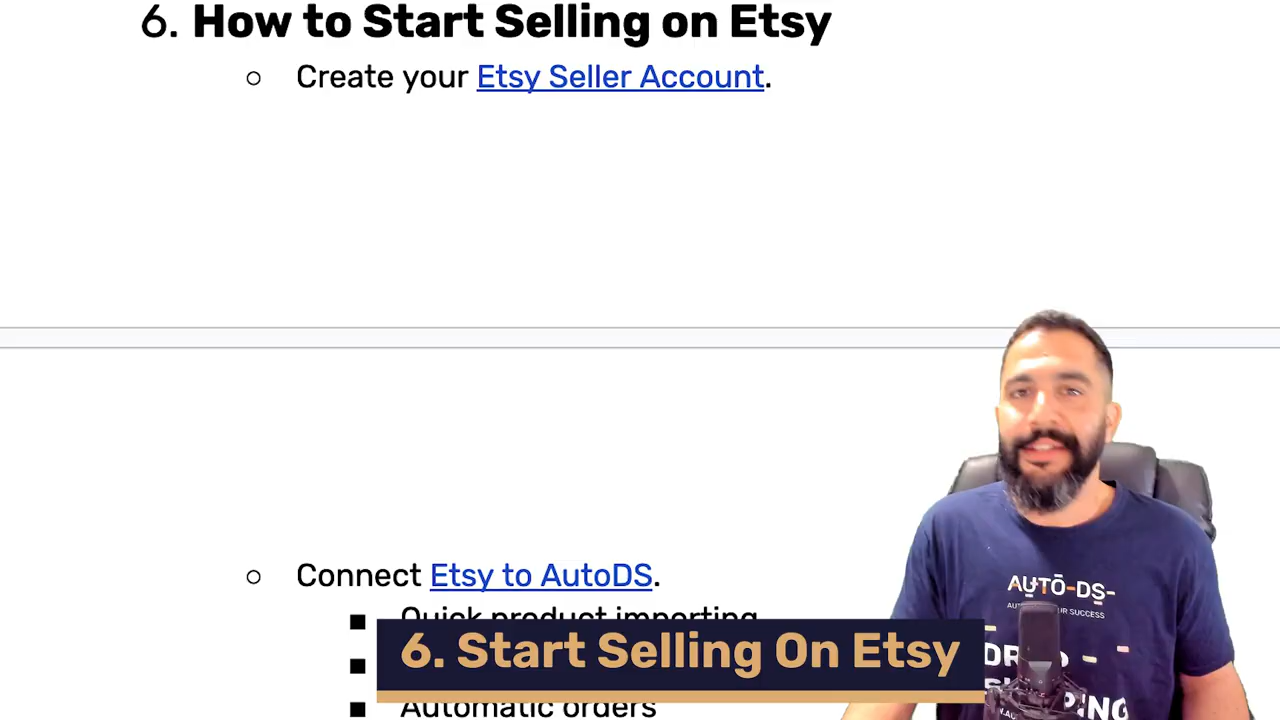 6. How to Start Selling on Etsy
○ Create your Etsy Seller Account.
○ Connect Etsy to AutoDS.
■ Quick product importing
■
■ Automatic orders
6. Start Selling On Etsy
AUTO-DS-